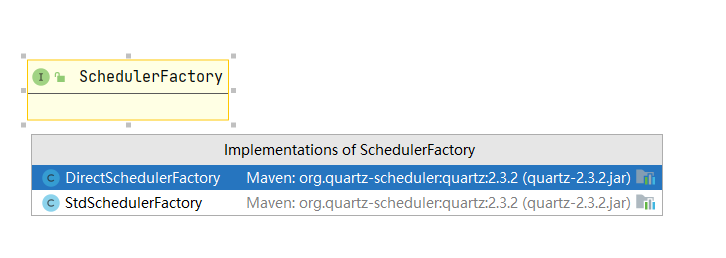 I SchedulerFactory
Implementations of SchedulerFactory
C DirectSchedulerFactory Maven: org.quartz-scheduler:quartz:2.3.2 (quartz-2.3.2.jar)
C StdSchedulerFactory Maven: org.quartz-scheduler:quartz:2.3.2 (quartz-2.3.2.jar)